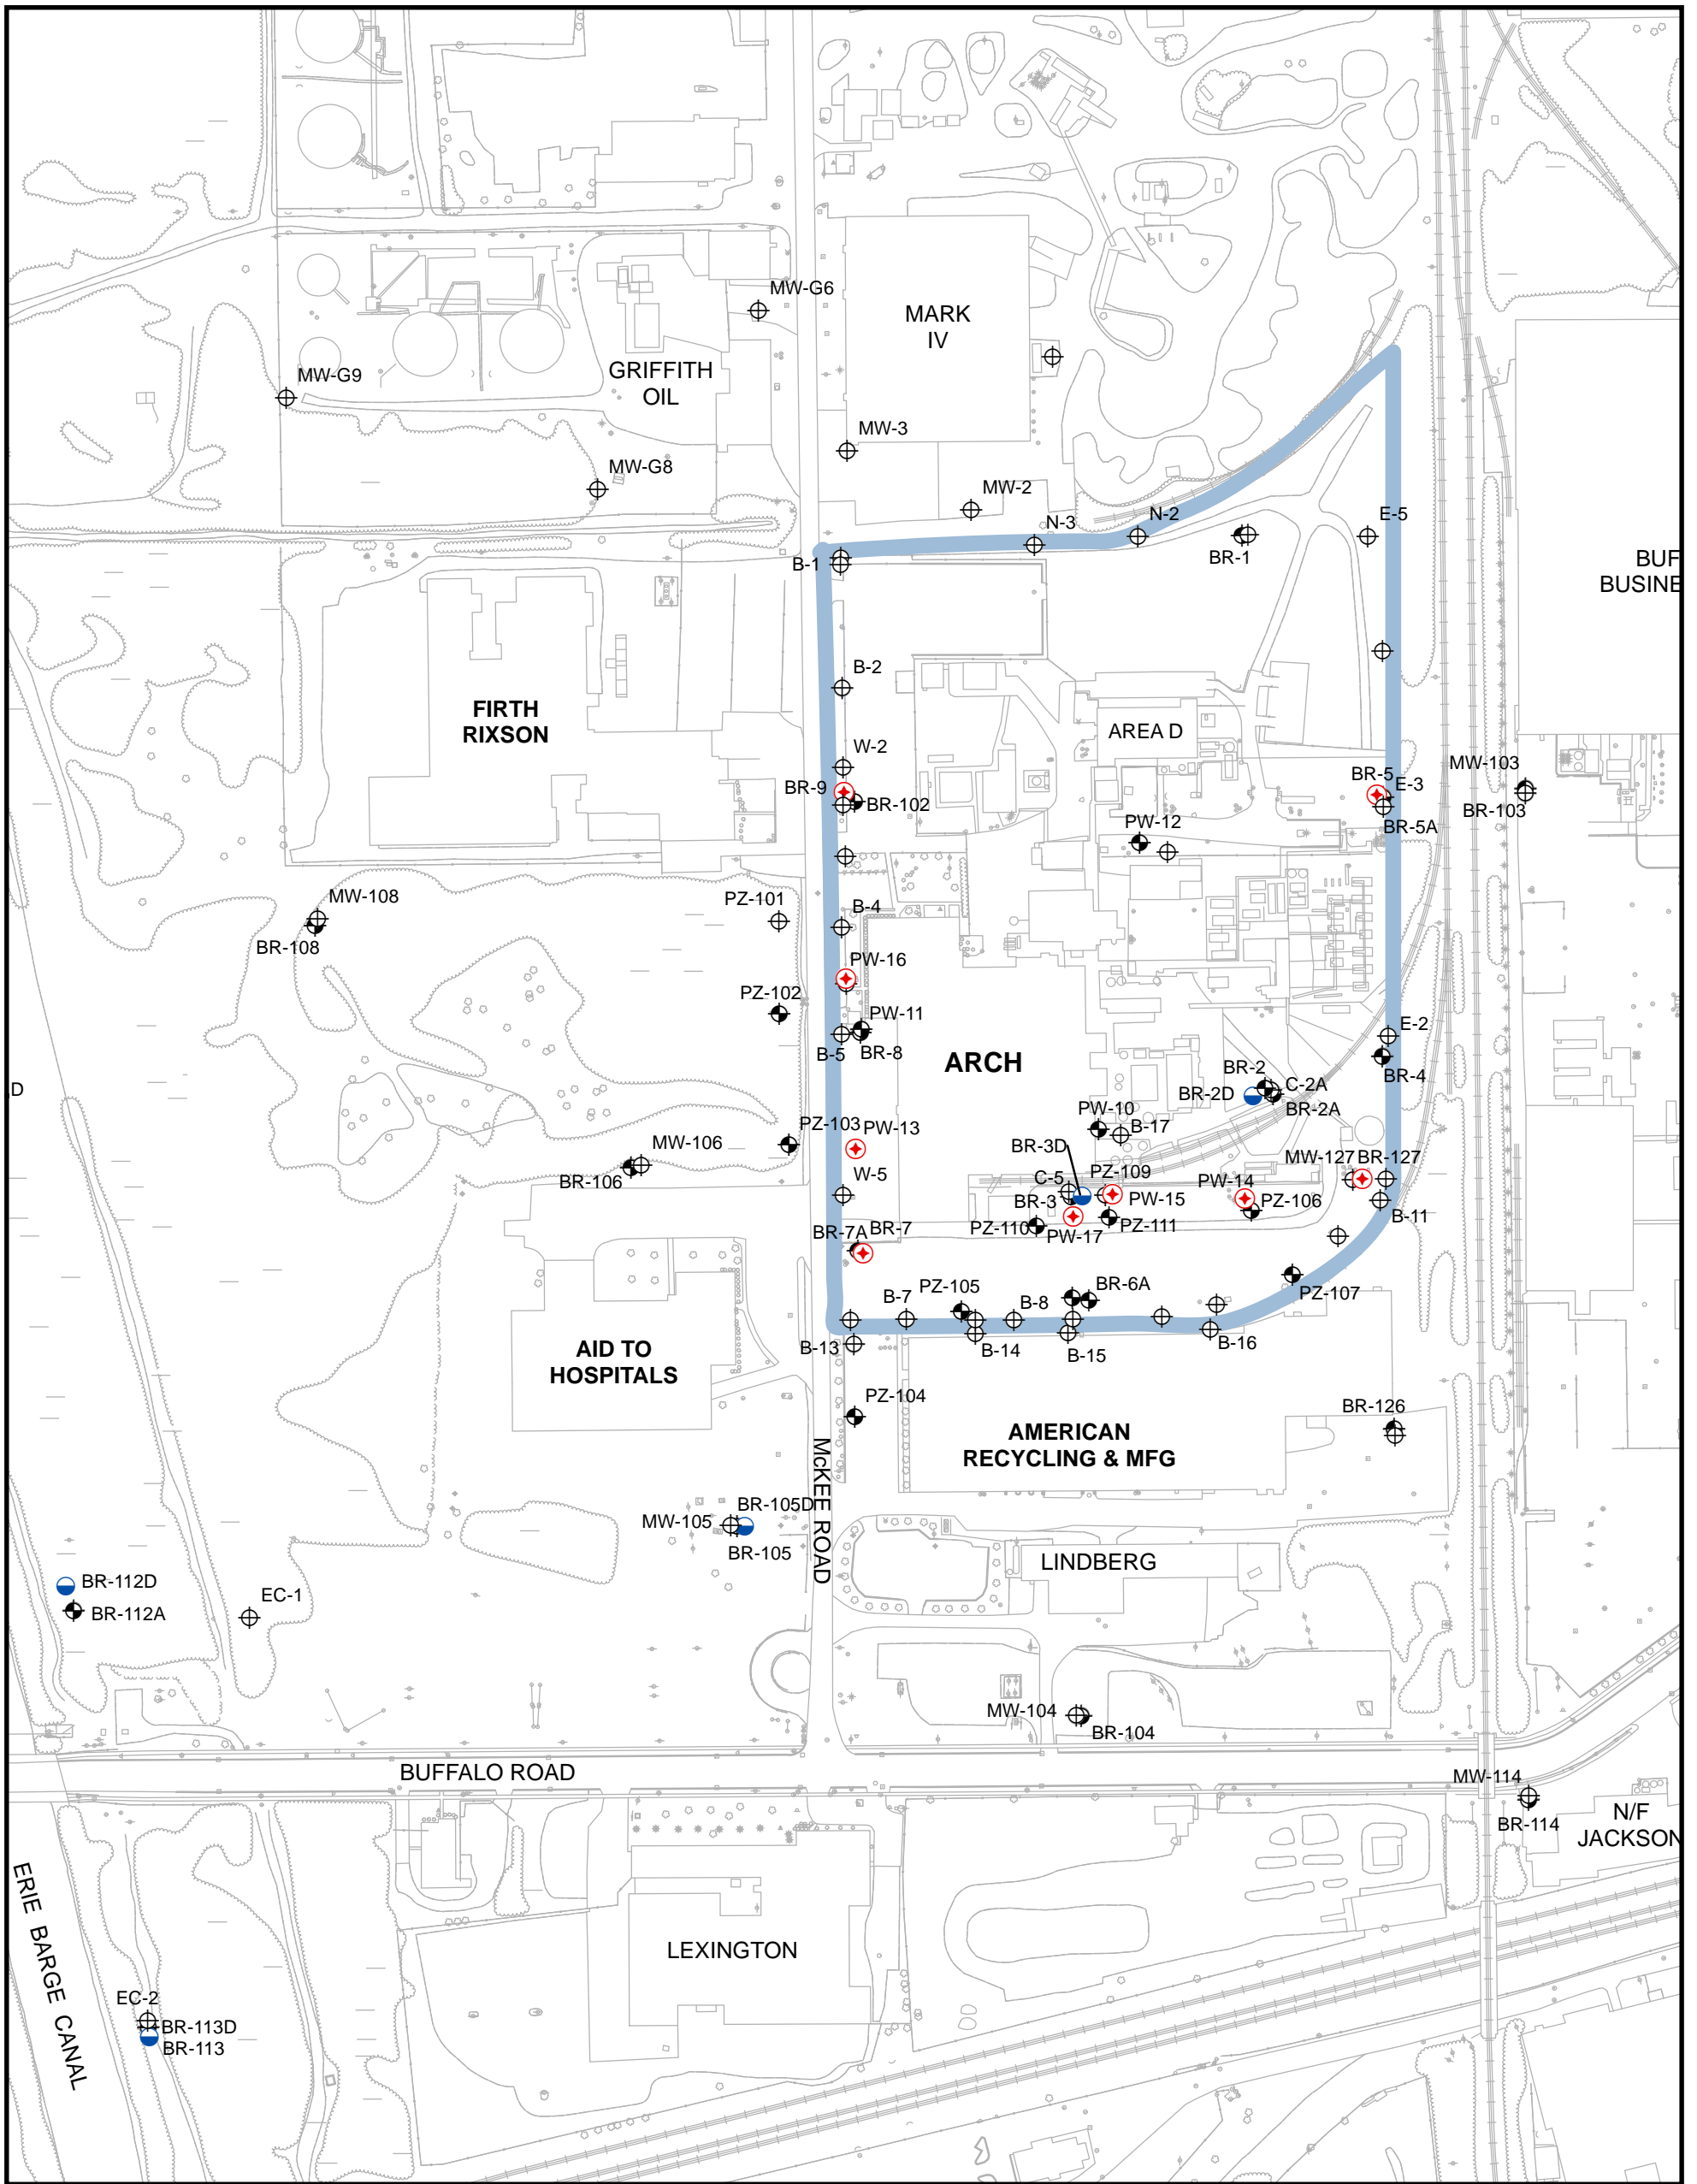 MW-G6
MARK
IV
GRIFFITH
OIL
MW-G9
MW-3
MW-G8
MW-2
N-3
N-2
E-5
BR-1
B-1
BUF
BUSINE
B-2
FIRTH
RIXSON
AREA D
W-2
MW-103
BR-5
E-3
BR-9
BR-102
BR-103
BR-5A
PW-12
MW-108
PZ-101
B-4
BR-108
PW-16
PZ-102
PW-11
E-2
B-5
BR-8
ARCH
BR-2
BR-4
C-2A
D
BR-2D
BR-2A
PW-10
PZ-103
PW-13
B-17
MW-106
BR-3D
MW-127
BR-127
BR-106
W-5
C-5
PZ-109
PW-14
BR-3
PW-15
PZ-106
B-11
BR-7A
BR-7
PZ-110
PW-17
PZ-111
BR-6A
PZ-107
B-7
PZ-105
B-8
B-13
B-14
B-15
B-16
AID TO
HOSPITALS
PZ-104
BR-126
AMERICAN
RECYCLING & MFG
McKEE ROAD
BR-105D
MW-105
BR-105
LINDBERG
BR-112D
BR-112A
EC-1
MW-104
BR-104
BUFFALO ROAD
MW-114
BR-114
N/F
JACKSON
ERIE BARGE CANAL
LEXINGTON
EC-2
BR-113D
BR-113